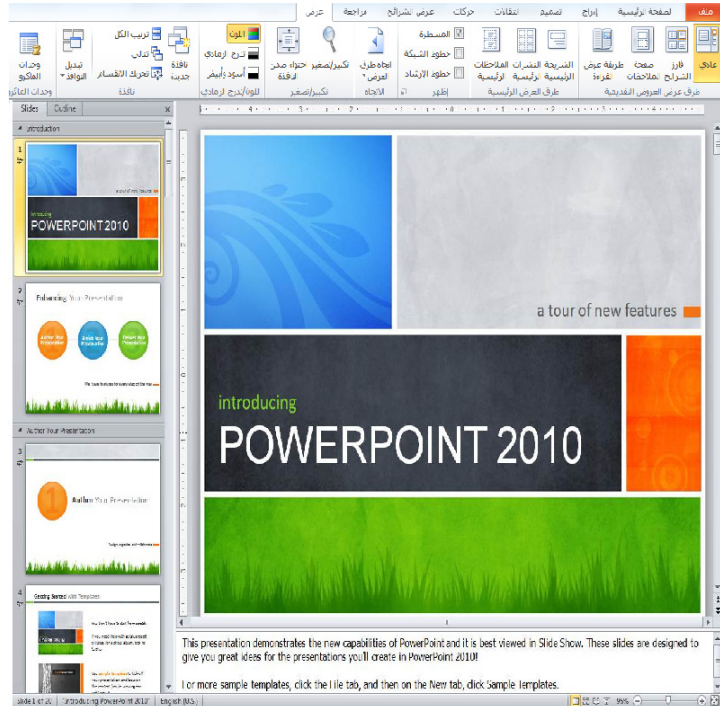 ملف
الصفحة الرئيسية
إدراج
تصميم
انتقالات
حركات
عرض الشرائح
مراجعة
عرض
عادي
فارز الشرائح
صفحة الملاحظات
طريقة عرض القراءة
طرق عرض العروض التقديمية
الشريحة الرئيسية
النشرات الرئيسية
الملاحظات الرئيسية
طرق العرض الرئيسية
المسطرة
خطوط الشبكة
خطوط الإرشاد
إظهار
اتجاه طرق العرض
الاتجاه
تكبير/تصغير
احتواء ضمن النافذة
تكبير/تصغير
اللون
تدرج الرمادي
أسود وأبيض
اللون/تدرج الرمادي
نافذة جديدة
ترتيب الكل
تتالي
تحريك الانقسام
نافذة
تبديل النوافذ
وحدات الماكرو
وحدات الماكرو
Slides
Outline
Introduction
1
introducing
POWERPOINT 2010
2
Enhancing Your Presentation
Author Your Presentation
3
Author Your Presentation
4
Getting Started with Templates
a tour of new features
introducing
POWERPOINT 2010
This presentation demonstrates the new capabilities of PowerPoint and it is best viewed in Slide Show. These slides are designed to
give you great ideas for the presentations you'll create in PowerPoint 2010!
For more sample templates, click the File tab, and then on the New tab, click Sample Templates.
Slide 1 of 20
"Introducing PowerPoint 2010"
English (U.S.)
95%